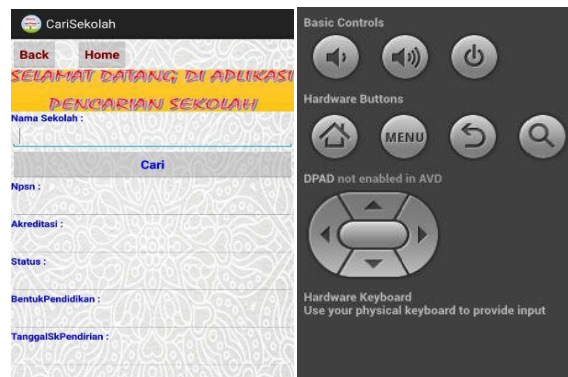 CariSekolah
Back Home
SELAMAT DATANG DI APLIKASI
PENCARIAN SEKOLAH
Nama Sekolah :
Cari
Npsn :
Akreditasi :
Status :
BentukPendidikan :
TanggalSkPendirian :
Basic Controls
Hardware Buttons
MENU
DPAD not enabled in AVD
Hardware Keyboard
Use your physical keyboard to provide input